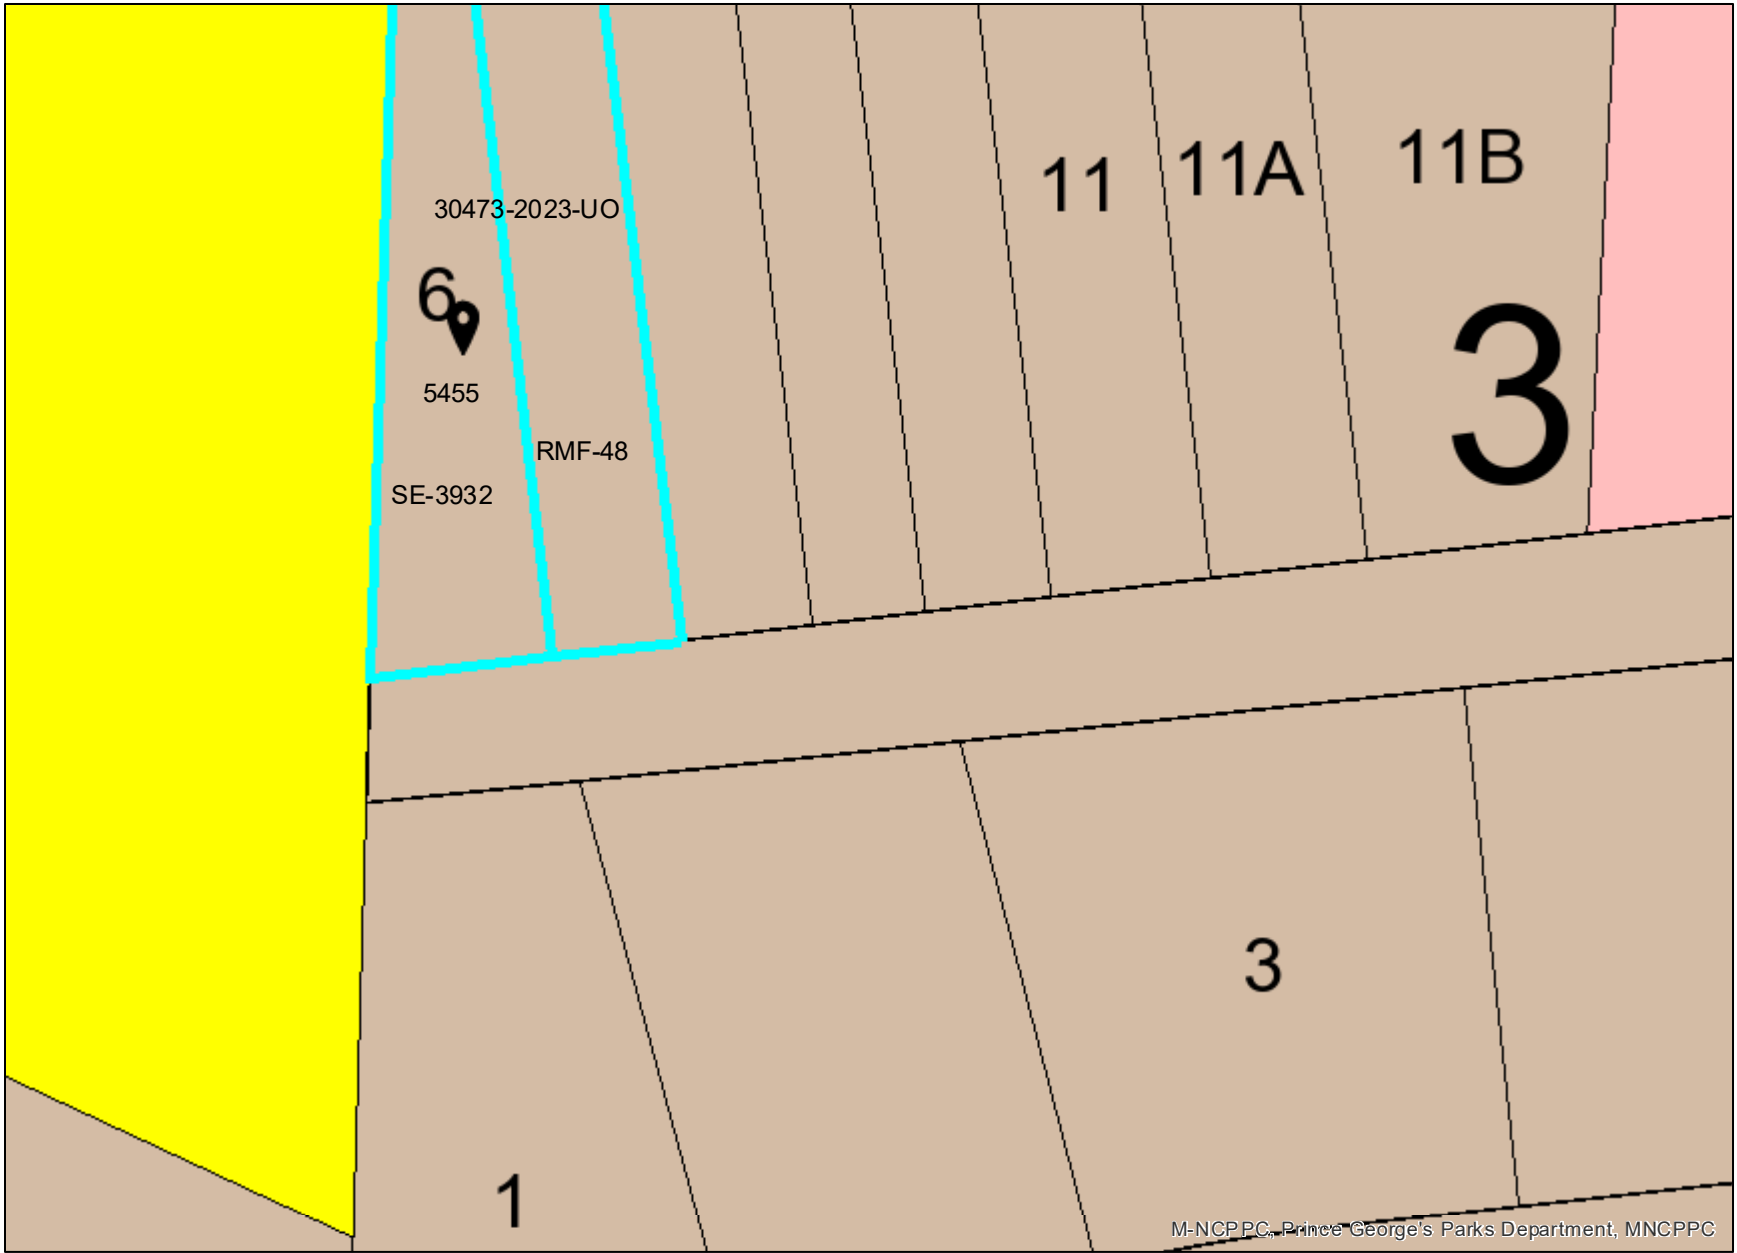 11
11A
11B
30473-2023-UO
6
5455
3
RMF-48
SE-3932
3
1
M-NCPPC, Prince George's Parks Department, MNCPPC